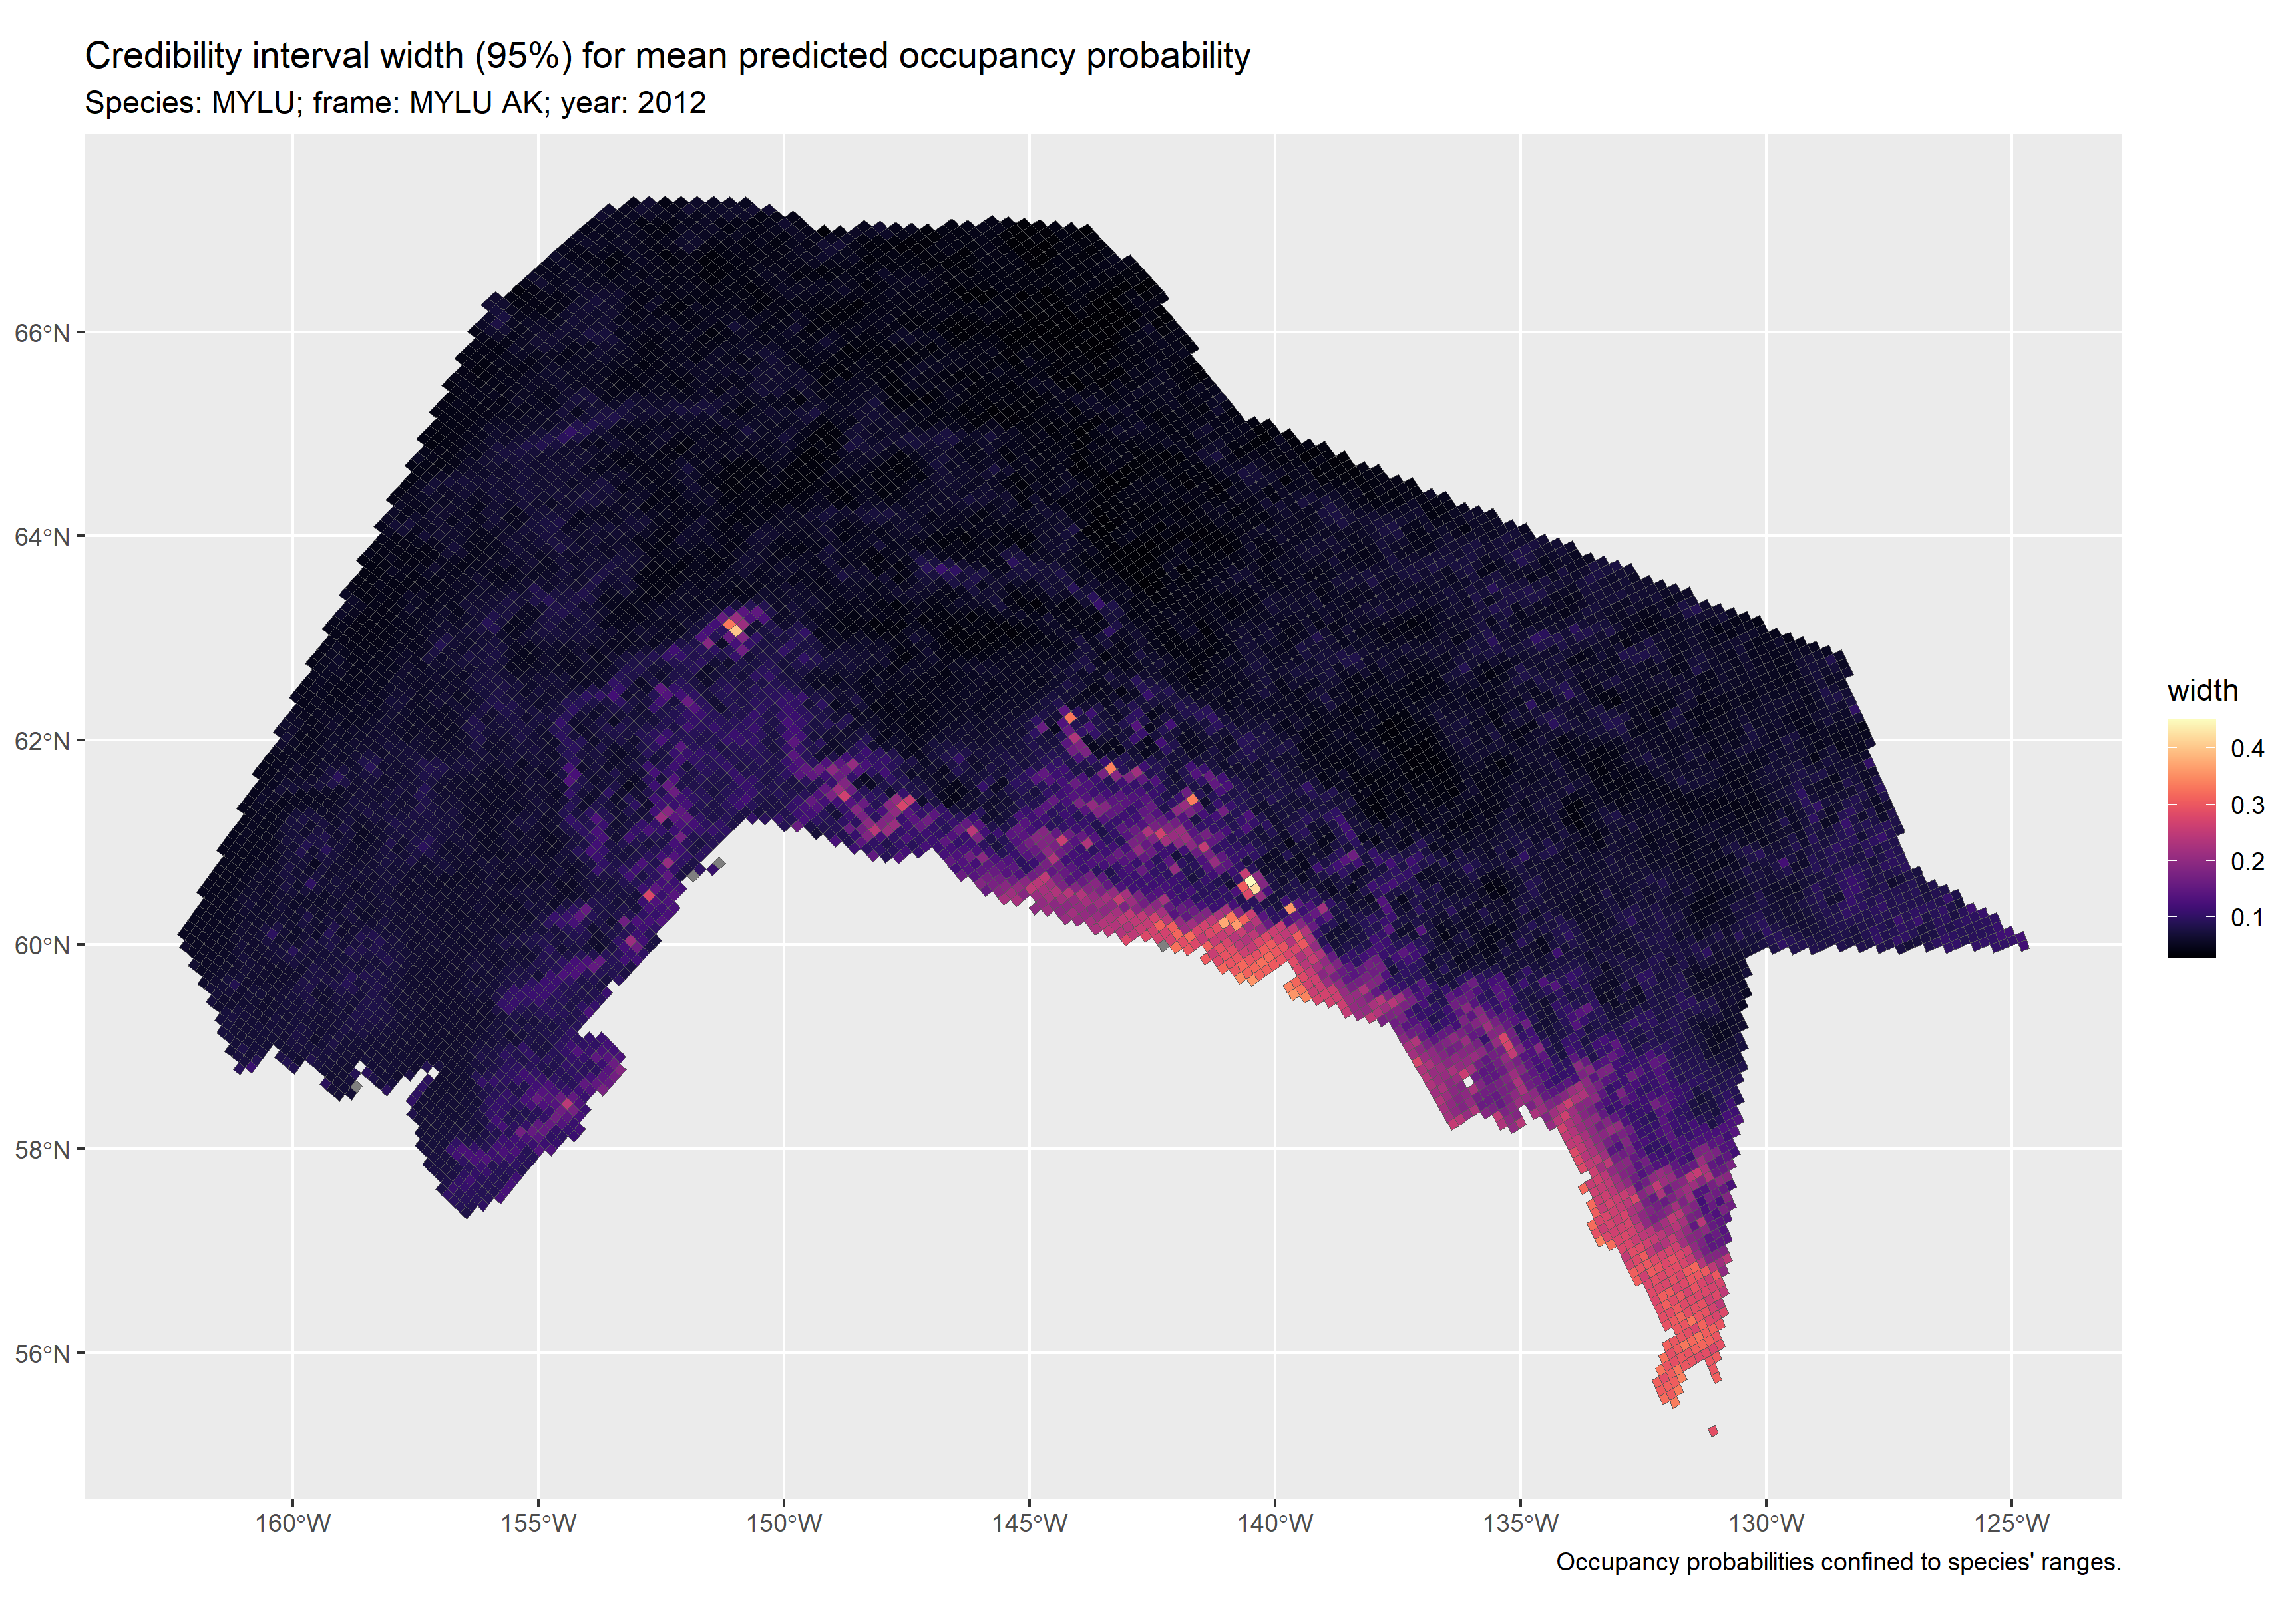 Credibility interval width (95%) for mean predicted occupancy probability
Species: MYLU; frame: MYLU AK; year: 2012
66°N
64°N
62°N
60°N
58°N
56°N
160°W 155°W 150°W 145°W 140°W 135°W 130°W 125°W
width
0.4
0.3
0.2
0.1
Occupancy probabilities confined to species' ranges.